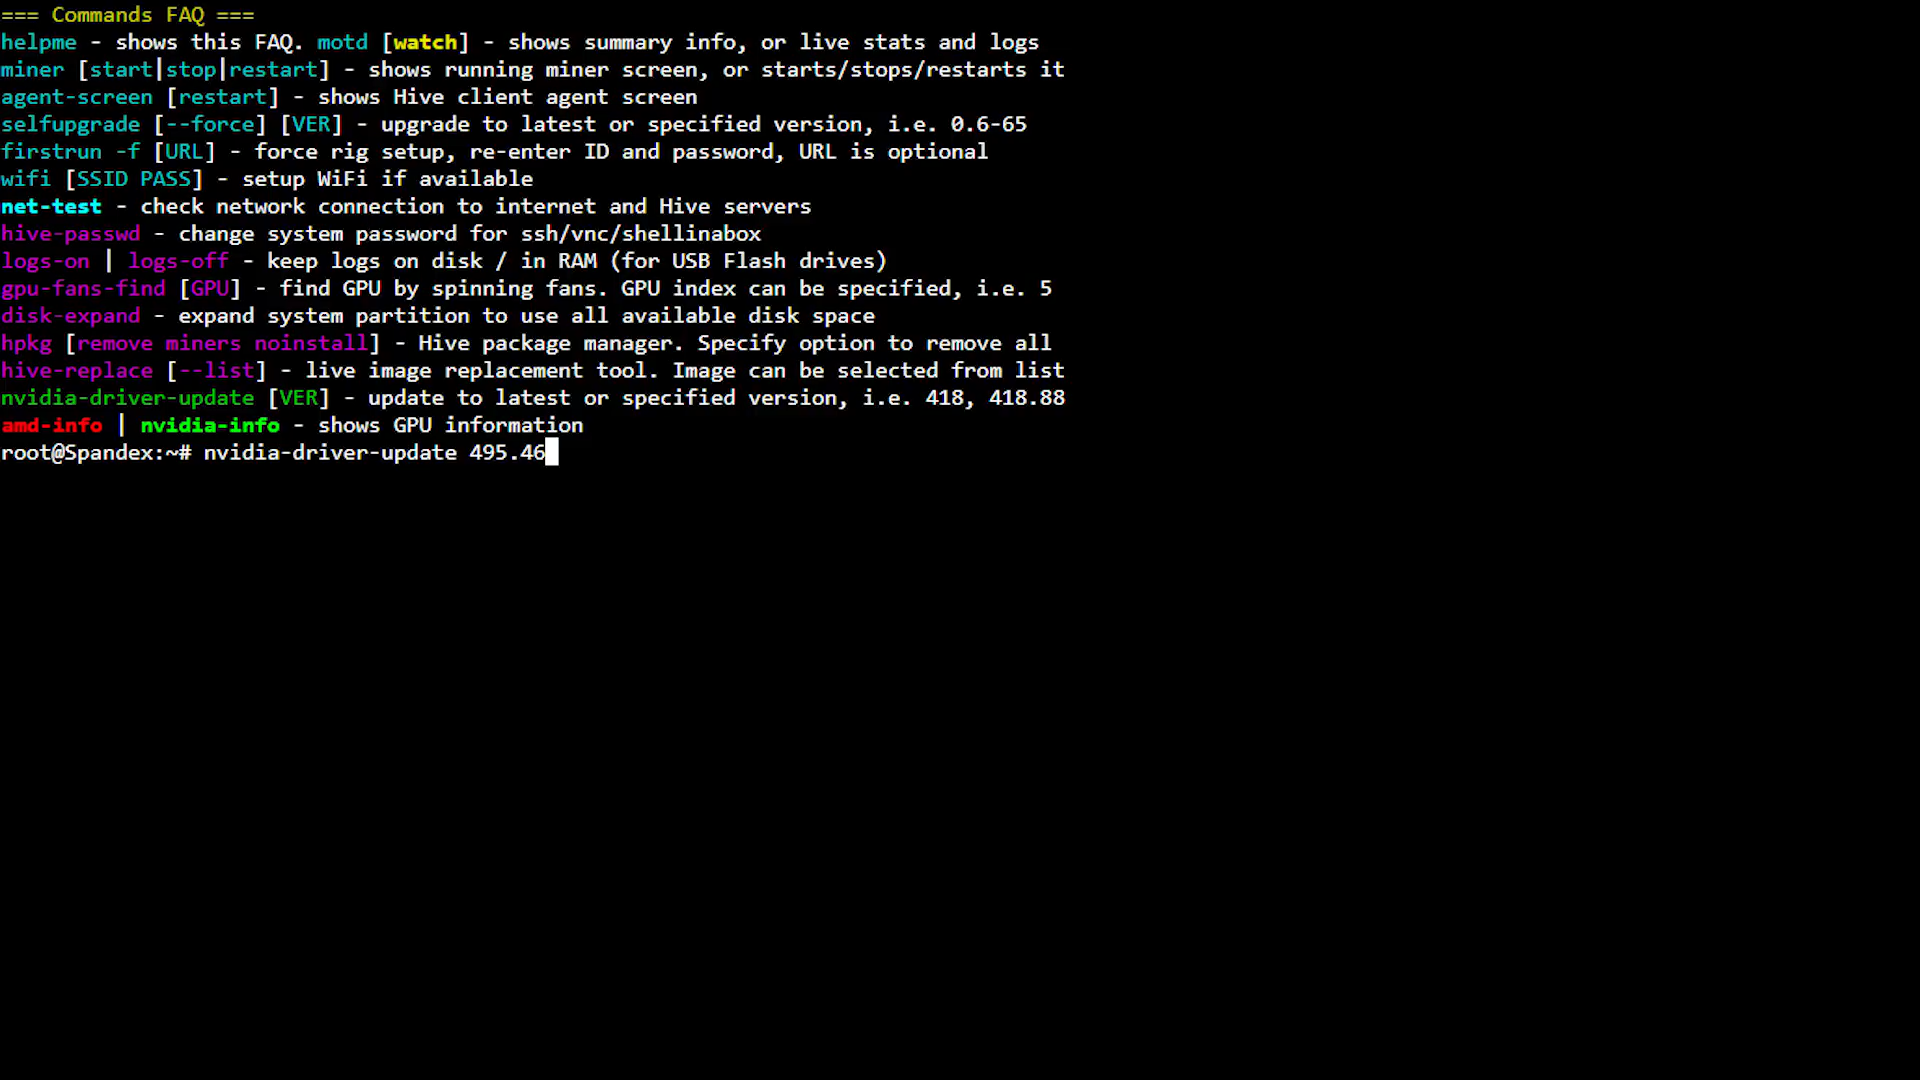 === Commands FAQ ===
helpme - shows this FAQ. motd [watch] - shows summary info, or live stats and logs
miner [start|stop|restart] - shows running miner screen, or starts/stops/restarts it
agent-screen [restart] - shows Hive client agent screen
selfupgrade [--force] [VER] - upgrade to latest or specified version, i.e. 0.6-65
firstrun -f [URL] - force rig setup, re-enter ID and password, URL is optional
wifi [SSID PASS] - setup WiFi if available
net-test - check network connection to internet and Hive servers
hive-passwd - change system password for ssh/vnc/shellinabox
logs-on | logs-off - keep logs on disk / in RAM (for USB Flash drives)
gpu-fans-find [GPU] - find GPU by spinning fans. GPU index can be specified, i.e. 5
disk-expand - expand system partition to use all available disk space
hpkg [remove miners noinstall] - Hive package manager. Specify option to remove all
hive-replace [--list] - live image replacement tool. Image can be selected from list
nvidia-driver-update [VER] - update to latest or specified version, i.e. 418, 418.88
amd-info | nvidia-info - shows GPU information
root@Spandex:~# nvidia-driver-update 495.46